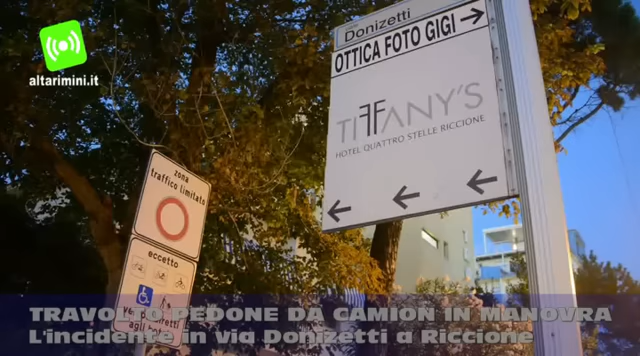 altarimini.it
Donizetti
OTTICA FOTO GIGI
TIFFANY'S
HOTEL QUATTRO STELLE RICCIONE
zona
traffico limitato
eccetto
TRAVOLTO PEDONE DA CAMION IN MANOVRA
L'incidente in via Donizetti a Riccione